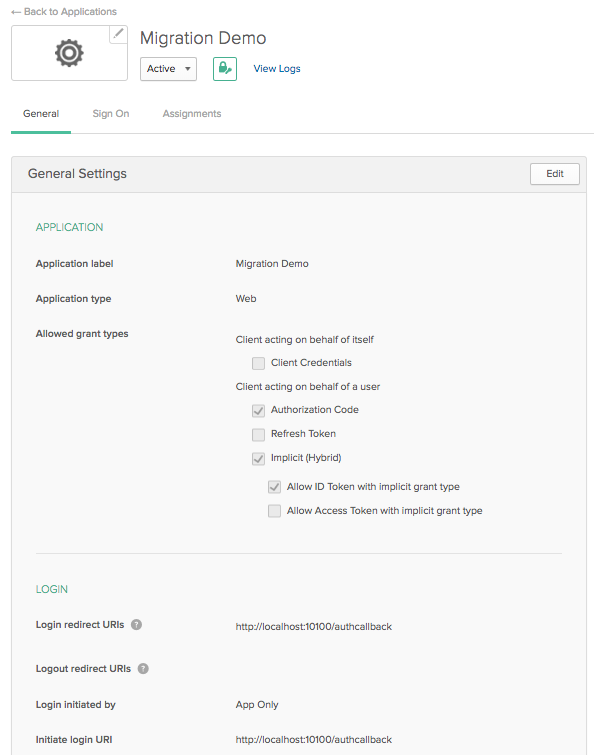 ← Back to Applications
Migration Demo
Active
View Logs
General Sign On Assignments
General Settings Edit
APPLICATION
Application label Migration Demo
Application type Web
Allowed grant types
Client acting on behalf of itself
Client Credentials
Client acting on behalf of a user
Authorization Code
Refresh Token
Implicit (Hybrid)
Allow ID Token with implicit grant type
Allow Access Token with implicit grant type
LOGIN
Login redirect URIs ? http://localhost:10100/authcallback
Logout redirect URIs ?
Login initiated by App Only
Initiate login URI http://localhost:10100/authcallback